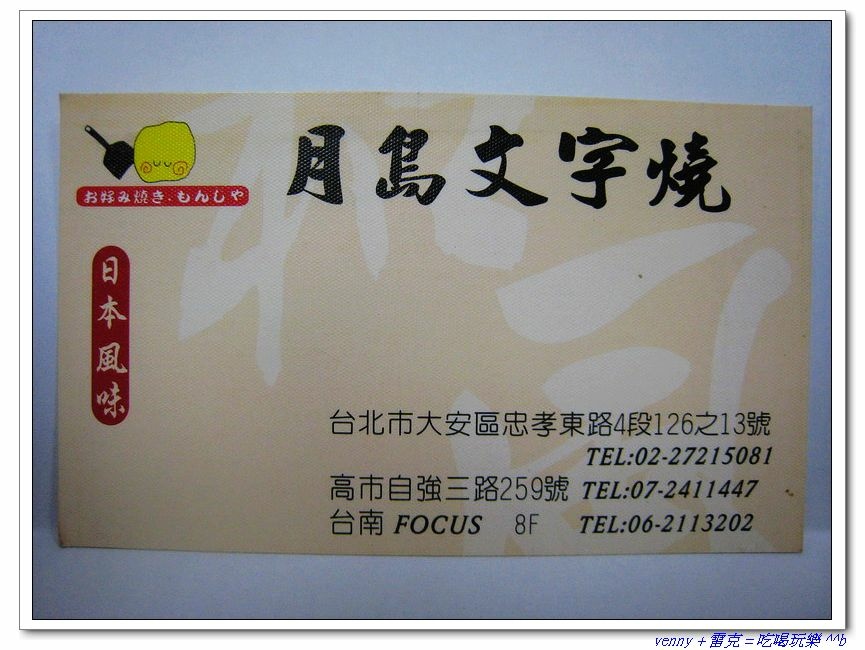 月島文字燒
お好み焼き．もんじや
日本風味
台北市大安區忠孝東路4段126之13號
TEL:02-27215081
高市自強三路259號 TEL:07-2411447
台南 FOCUS 8F TEL:06-2113202
venny + 雷克 = 吃喝玩樂 ^^b